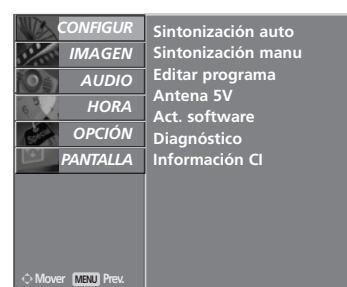 CONFIGUR
IMAGEN
AUDIO
HORA
OPCIÓN
PANTALLA
Sintonización auto
Sintonización manu
Editar programa
Antena 5V
Act. software
Diagnóstico
Información CI
Mover MENU Prev.